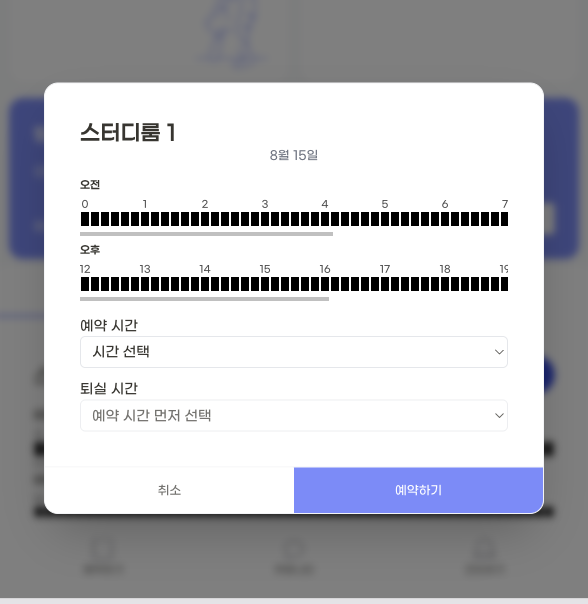 스터디룸 1
8월 15일
오전
0 1 2 3 4 5 6 7
오후
12 13 14 15 16 17 18
예약 시간
시간 선택
퇴실 시간
예약 시간 먼저 선택
취소 예약하기